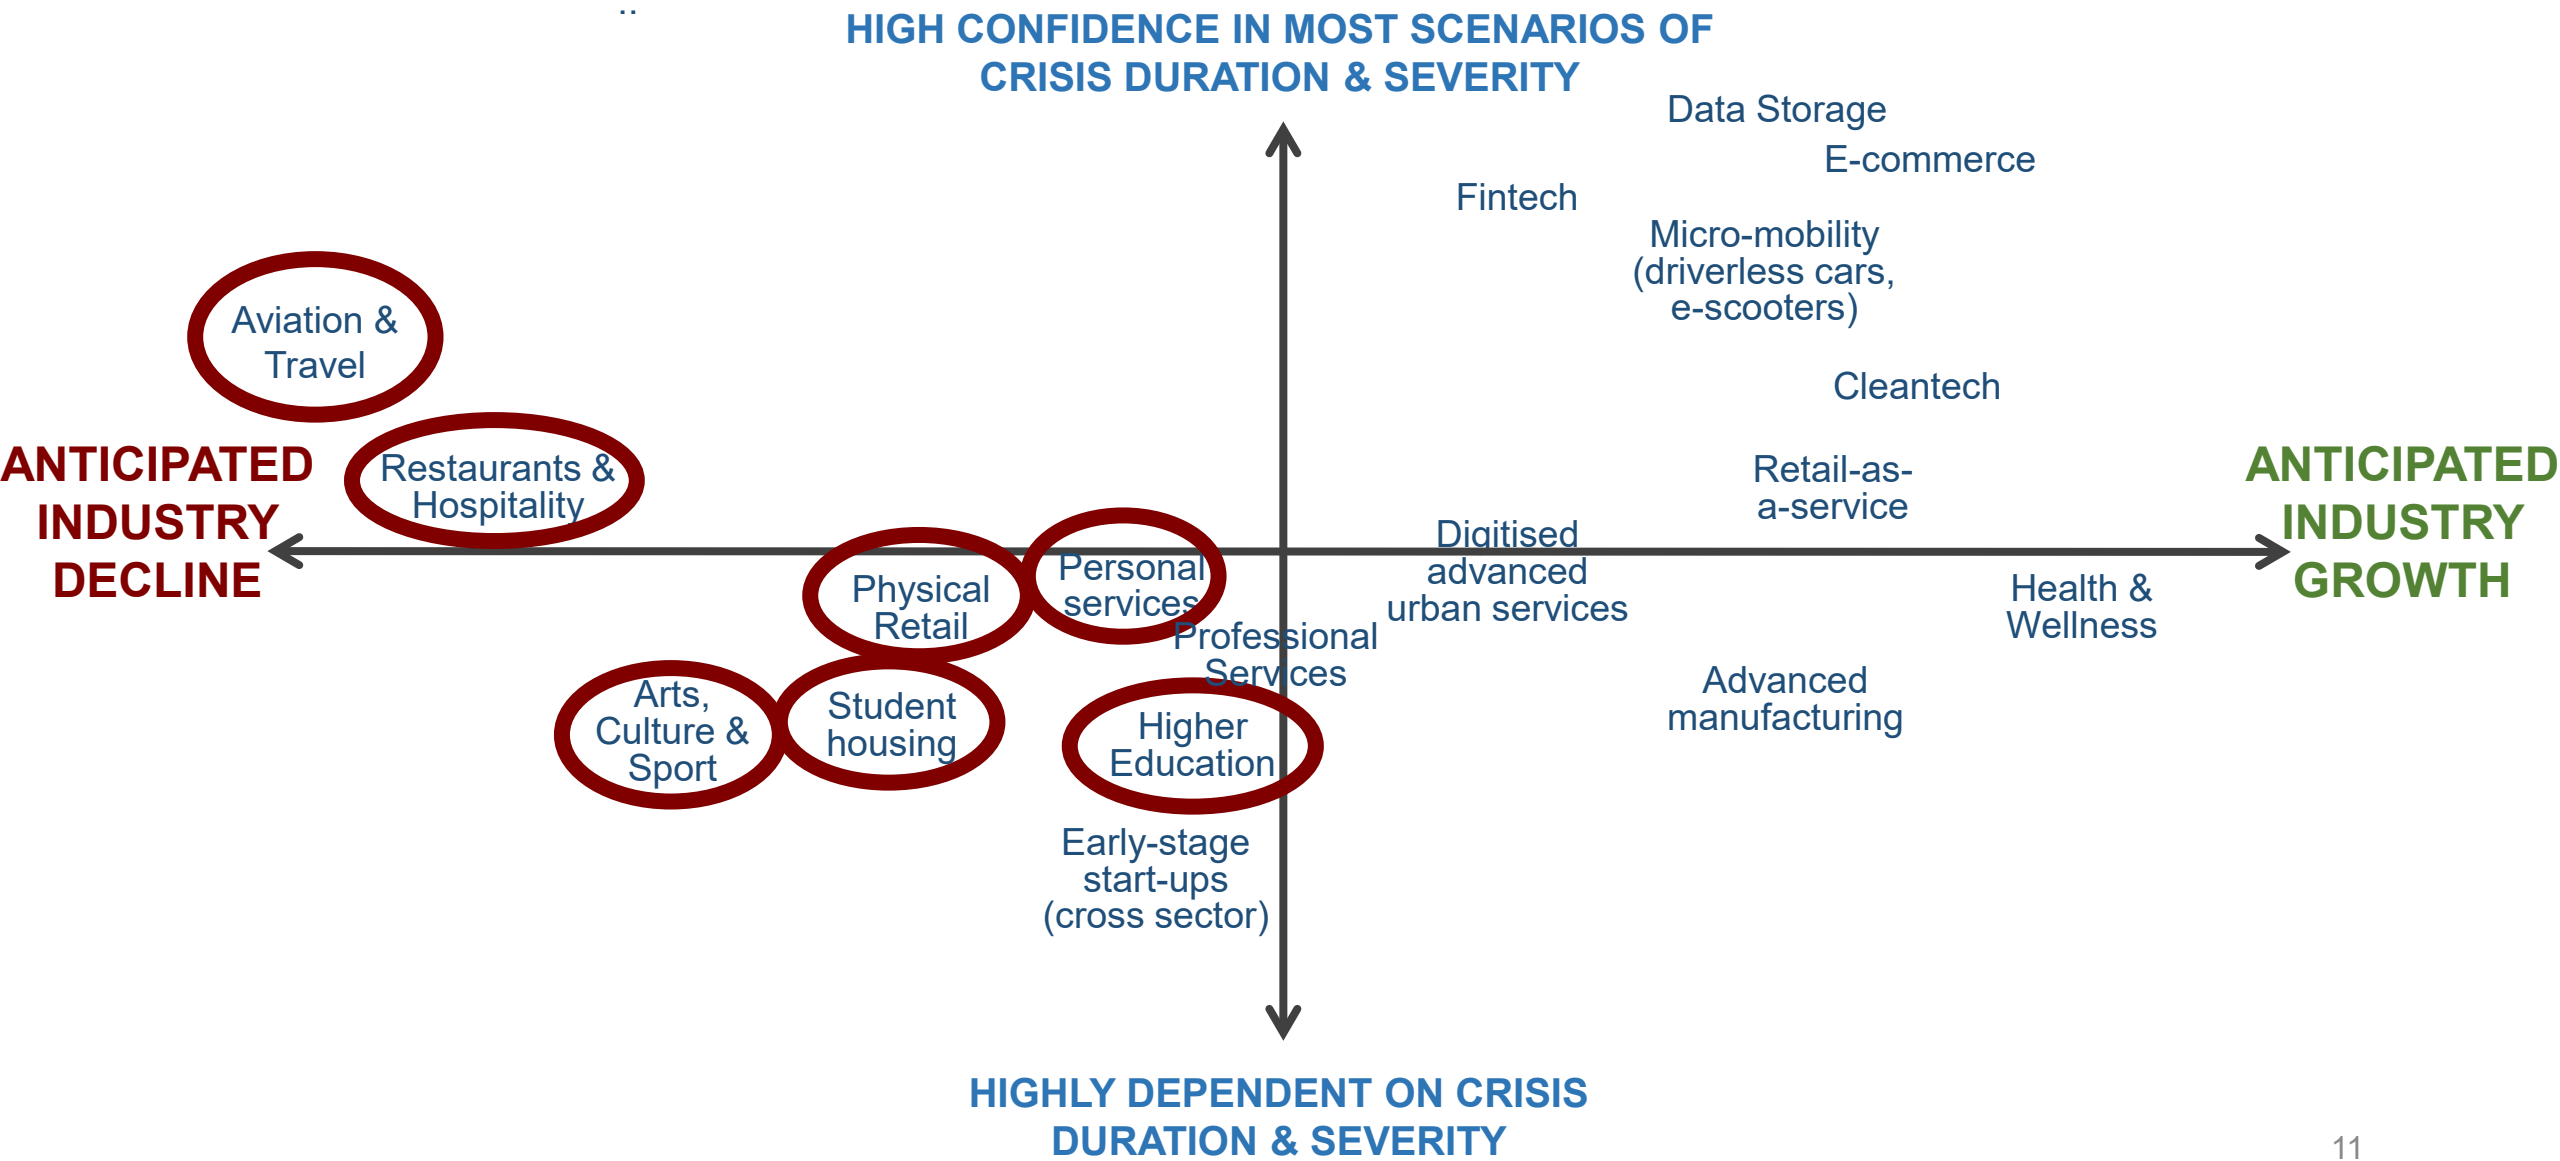 HIGH CONFIDENCE IN MOST SCENARIOS OF
CRISIS DURATION & SEVERITY
Data Storage
E-commerce
Fintech
Micro-mobility
(driverless cars,
e-scooters)
Aviation &
Travel
Cleantech
ANTICIPATED
INDUSTRY
DECLINE
Restaurants &
Hospitality
Retail-as-
a-service
ANTICIPATED
INDUSTRY
GROWTH
Digitised
advanced
urban services
Personal
services
Physical
Retail
Health &
Wellness
Professional
Services
Arts,
Culture &
Sport
Student
housing
Higher
Education
Advanced
manufacturing
Early-stage
start-ups
(cross sector)
HIGHLY DEPENDENT ON CRISIS
DURATION & SEVERITY
11